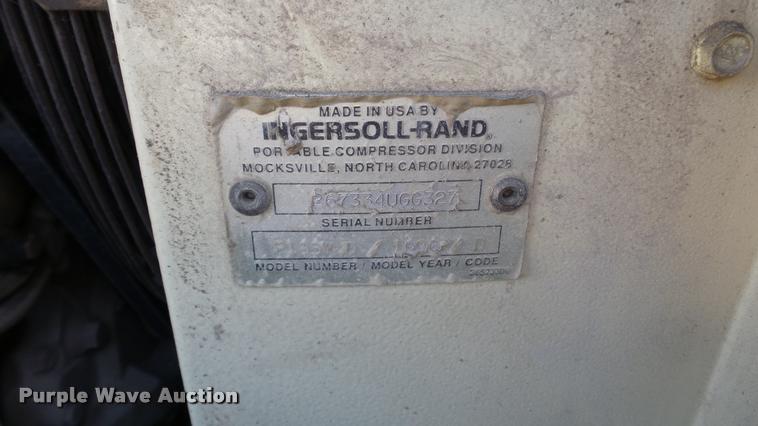 MADE IN USA BY
INGERSOLL-RAND®
PORTABLE COMPRESSOR DIVISION
MOCKSVILLE, NORTH CAROLINA 27028
267334UGG327
SERIAL NUMBER
MODEL NUMBER / MODEL YEAR / CODE
Purple Wave Auction®